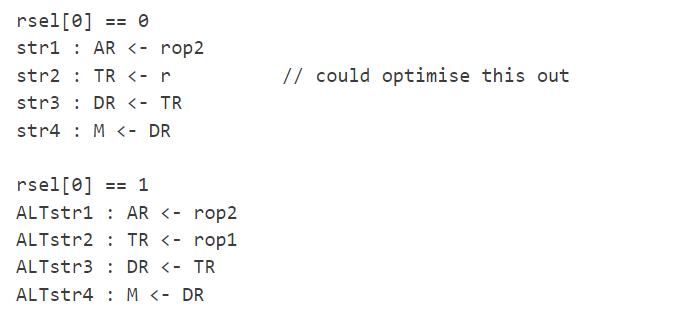 rsel[0] == 0
str1 : AR <- rop2
str2 : TR <- r          // could optimise this out
str3 : DR <- TR
str4 : M <- DR

rsel[0] == 1
ALTstr1 : AR <- rop2
ALTstr2 : TR <- rop1
ALTstr3 : DR <- TR
ALTstr4 : M <- DR